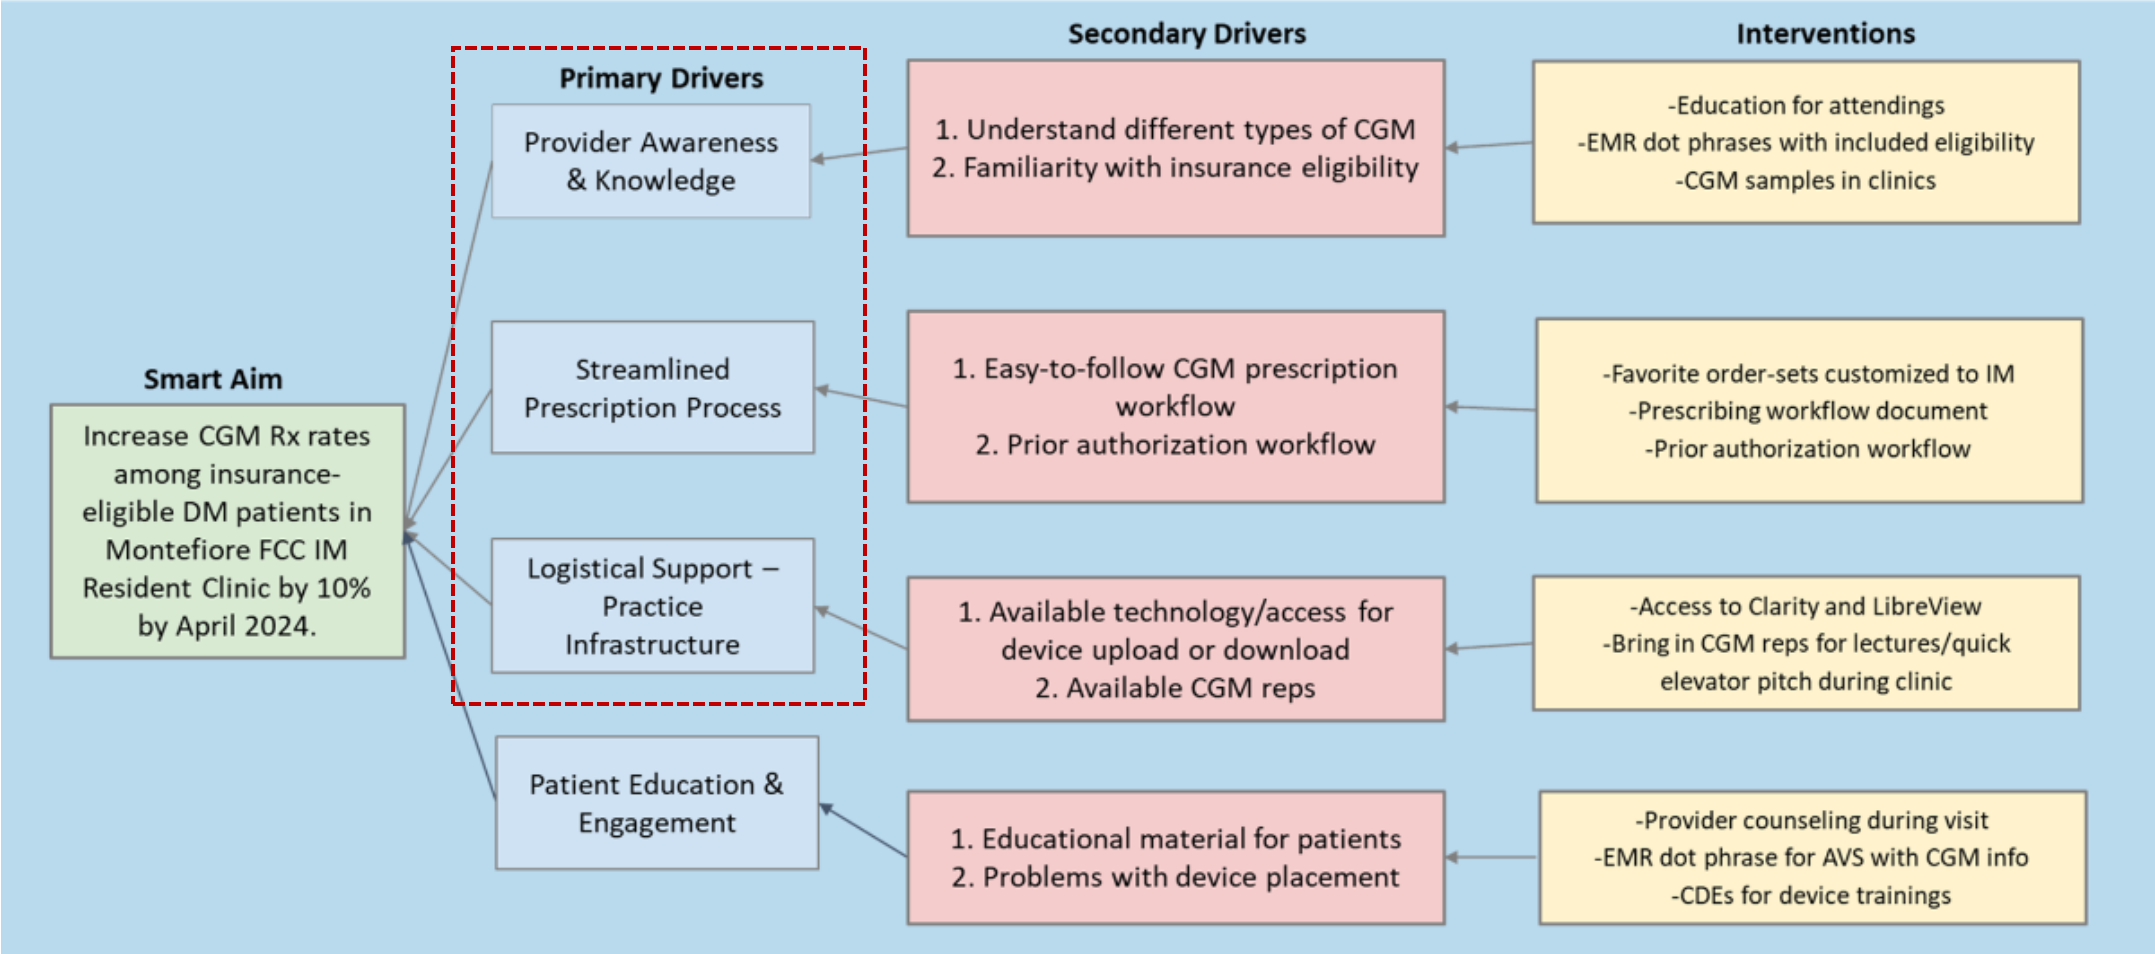 Smart Aim
Increase CGM Rx rates
among insurance-
eligible DM patients in
Montefiore FCC IM
Resident Clinic by 10%
by April 2024.
Primary Drivers
Provider Awareness
& Knowledge
Streamlined
Prescription Process
Logistical Support –
Practice
Infrastructure
Patient Education &
Engagement
Secondary Drivers
1. Understand different types of CGM
2. Familiarity with insurance eligibility
1. Easy-to-follow CGM prescription
workflow
2. Prior authorization workflow
1. Available technology/access for
device upload or download
2. Available CGM reps
1. Educational material for patients
2. Problems with device placement
Interventions
-Education for attendings
-EMR dot phrases with included eligibility
-CGM samples in clinics
-Favorite order-sets customized to IM
-Prescribing workflow document
-Prior authorization workflow
-Access to Clarity and LibreView
-Bring in CGM reps for lectures/quick
elevator pitch during clinic
-Provider counseling during visit
-EMR dot phrase for AVS with CGM info
-CDEs for device trainings